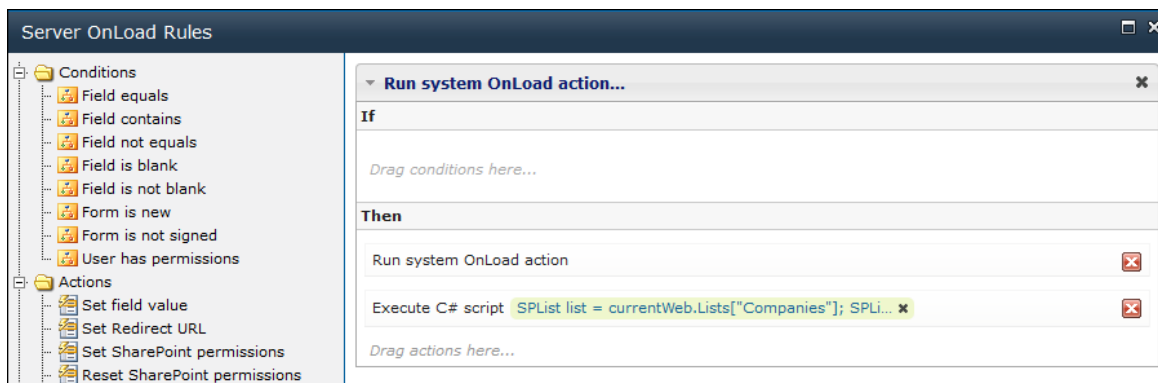 Server OnLoad Rules
Conditions
Field equals
Field contains
Field not equals
Field is blank
Field is not blank
Form is new
Form is not signed
User has permissions
Actions
Set field value
Set Redirect URL
Set SharePoint permissions
Reset SharePoint permissions
Run system OnLoad action...
If
Drag conditions here...
Then
Run system OnLoad action
Execute C# script SPList list = currentWeb.Lists["Companies"]; SPLi...
Drag actions here...